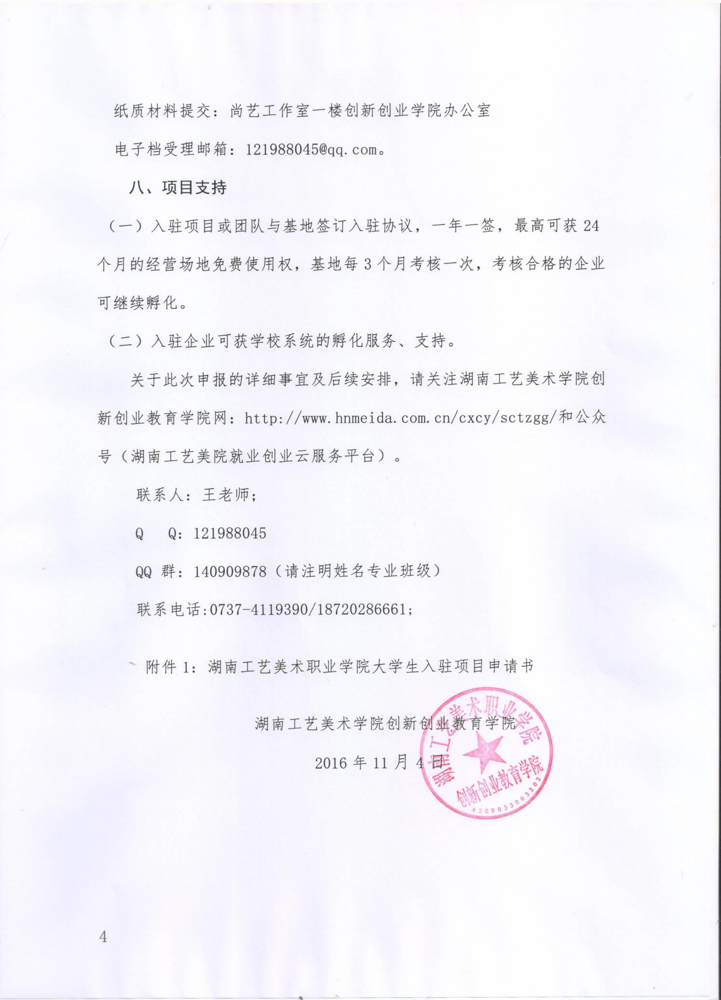 纸质材料提交：尚艺工作室一楼创新创业学院办公室
电子档受理邮箱：121988045@qq.com。
八、项目支持
（一）入驻项目或团队与基地签订入驻协议，一年一签，最高可获 24
个月的经营场地免费使用权，基地每 3 个月考核一次，考核合格的企业
可继续孵化。
（二）入驻企业可获学校系统的孵化服务、支持。
关于此次申报的详细事宜及后续安排，请关注湖南工艺美术学院创
新创业教育学院网：http://www.hnmeida.com.cn/cxcy/sctzgg/和公众
号（湖南工艺美院就业创业云服务平台）。
联系人：王老师；
Q Q：121988045
QQ 群：140909878（请注明姓名专业班级）
联系电话:0737-4119390/18720286661;
附件 1：湖南工艺美术职业学院大学生入驻项目申请书
湖南工艺美术学院创新创业教育学院
2016 年 11 月 4 日
湖南工艺美术职业学院
创新创业教育学院
4309033003202
4